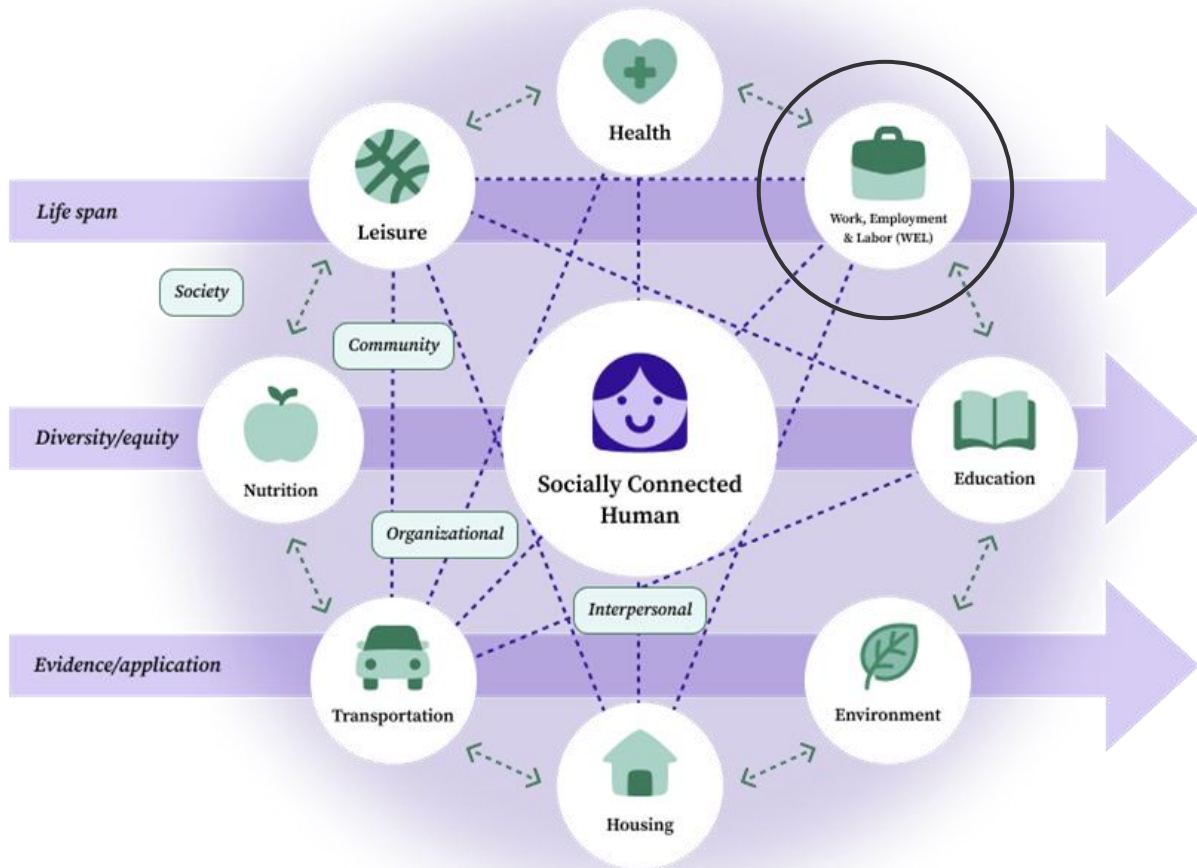 Health
Work, Employment
& Labor (WEL)
Leisure
Life span
Society
Community
Socially Connected
Human
Diversity/equity
Nutrition
Education
Organizational
Interpersonal
Evidence/application
Transportation
Environment
Housing